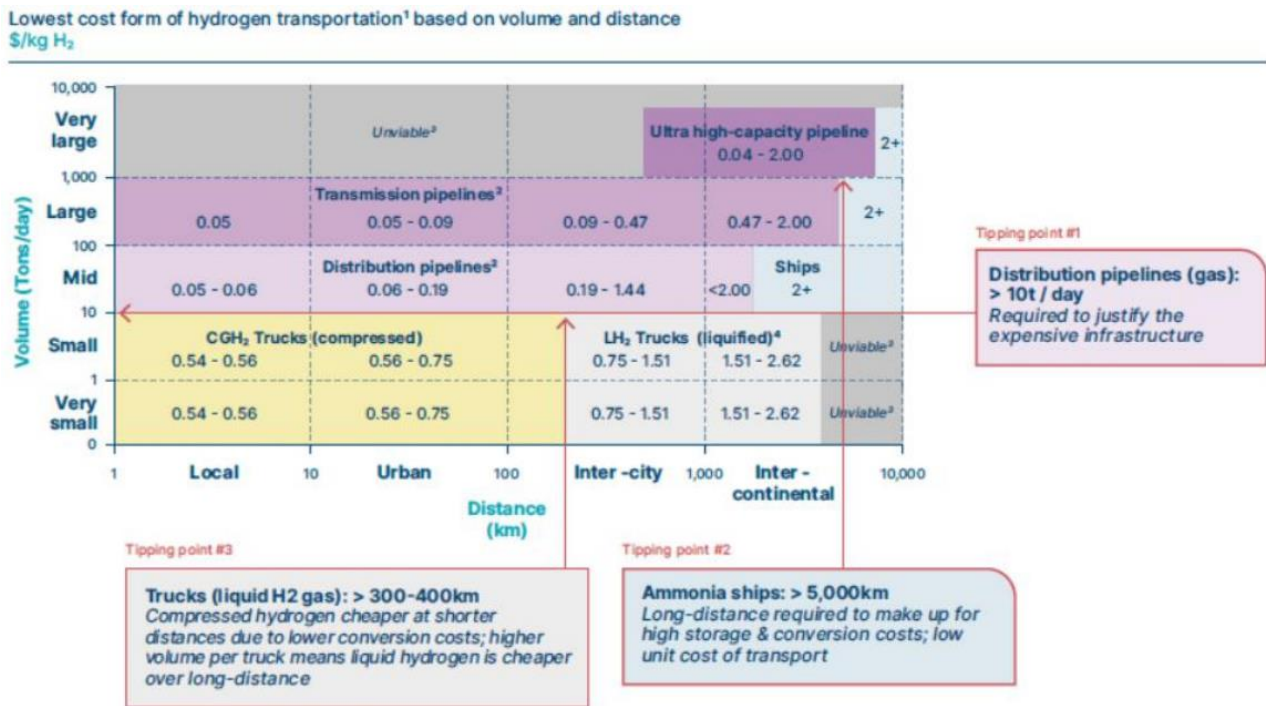 Lowest cost form of hydrogen transportation¹ based on volume and distance
$/kg H₂
10,000
Very
large
Unviable³
Ultra high-capacity pipeline
0.04 - 2.00
2+
1,000
Transmission pipelines³
Large
0.05
0.05 - 0.09
0.09 - 0.47
0.47 - 2.00
2+
100
Distribution pipelines²
Ships
Mid
0.05 - 0.06
0.06 - 0.19
0.19 - 1.44
<2.00
2+
10
CGH₂ Trucks (compressed)
LH₂ Trucks (liquified)⁴
Small
0.54 - 0.56
0.56 - 0.75
0.75 - 1.51
1.51 - 2.62
Unviable³
1
Very
small
0.54 - 0.56
0.56 - 0.75
0.75 - 1.51
1.51 - 2.62
Unviable³
0
Volume (Tons/day)
1
Local
10
Urban
100
Inter -city
1,000
Inter -
continental
10,000
Distance
(km)
Tipping point #1
Distribution pipelines (gas):
> 10t / day
Required to justify the
expensive infrastructure
Tipping point #3
Trucks (liquid H2 gas): > 300-400km
Compressed hydrogen cheaper at shorter
distances due to lower conversion costs; higher
volume per truck means liquid hydrogen is cheaper
over long-distance
Tipping point #2
Ammonia ships: > 5,000km
Long-distance required to make up for
high storage & conversion costs; low
unit cost of transport